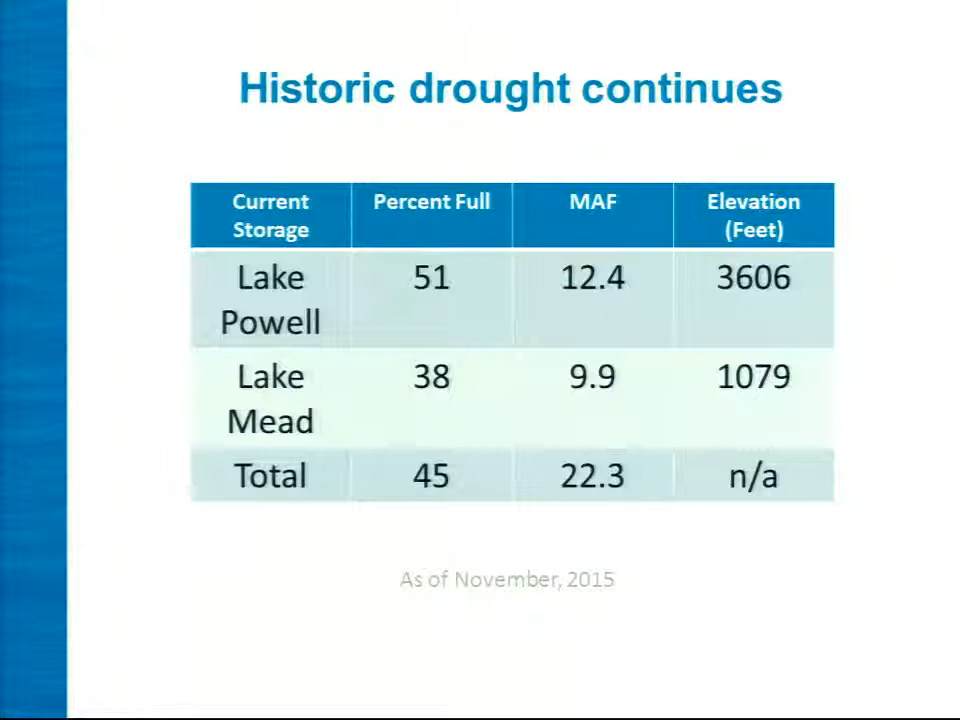 Historic drought continues
Current Storage Percent Full MAF Elevation (Feet)
Lake Powell 51 12.4 3606
Lake Mead 38 9.9 1079
Total 45 22.3 n/a
As of November, 2015